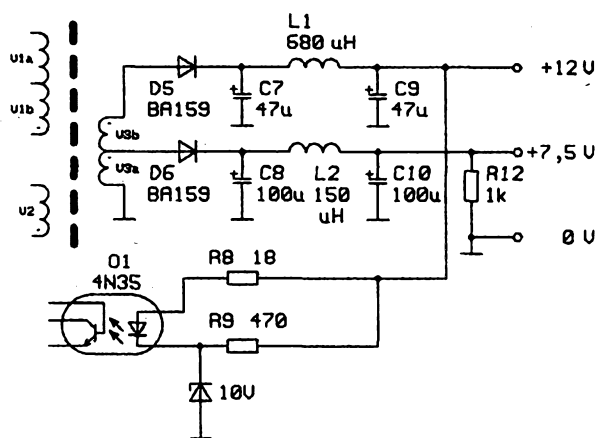 L1
680 uH
U1a
U1b
D5
BA159
C7
47u
C9
47u
+12 V
U3b
U3a
+7,5 V
D6
BA159
C8
100u
L2
150
uH
C10
100u
R12
1k
U2
0 V
O1
4N35
R8 18
R9 470
10V